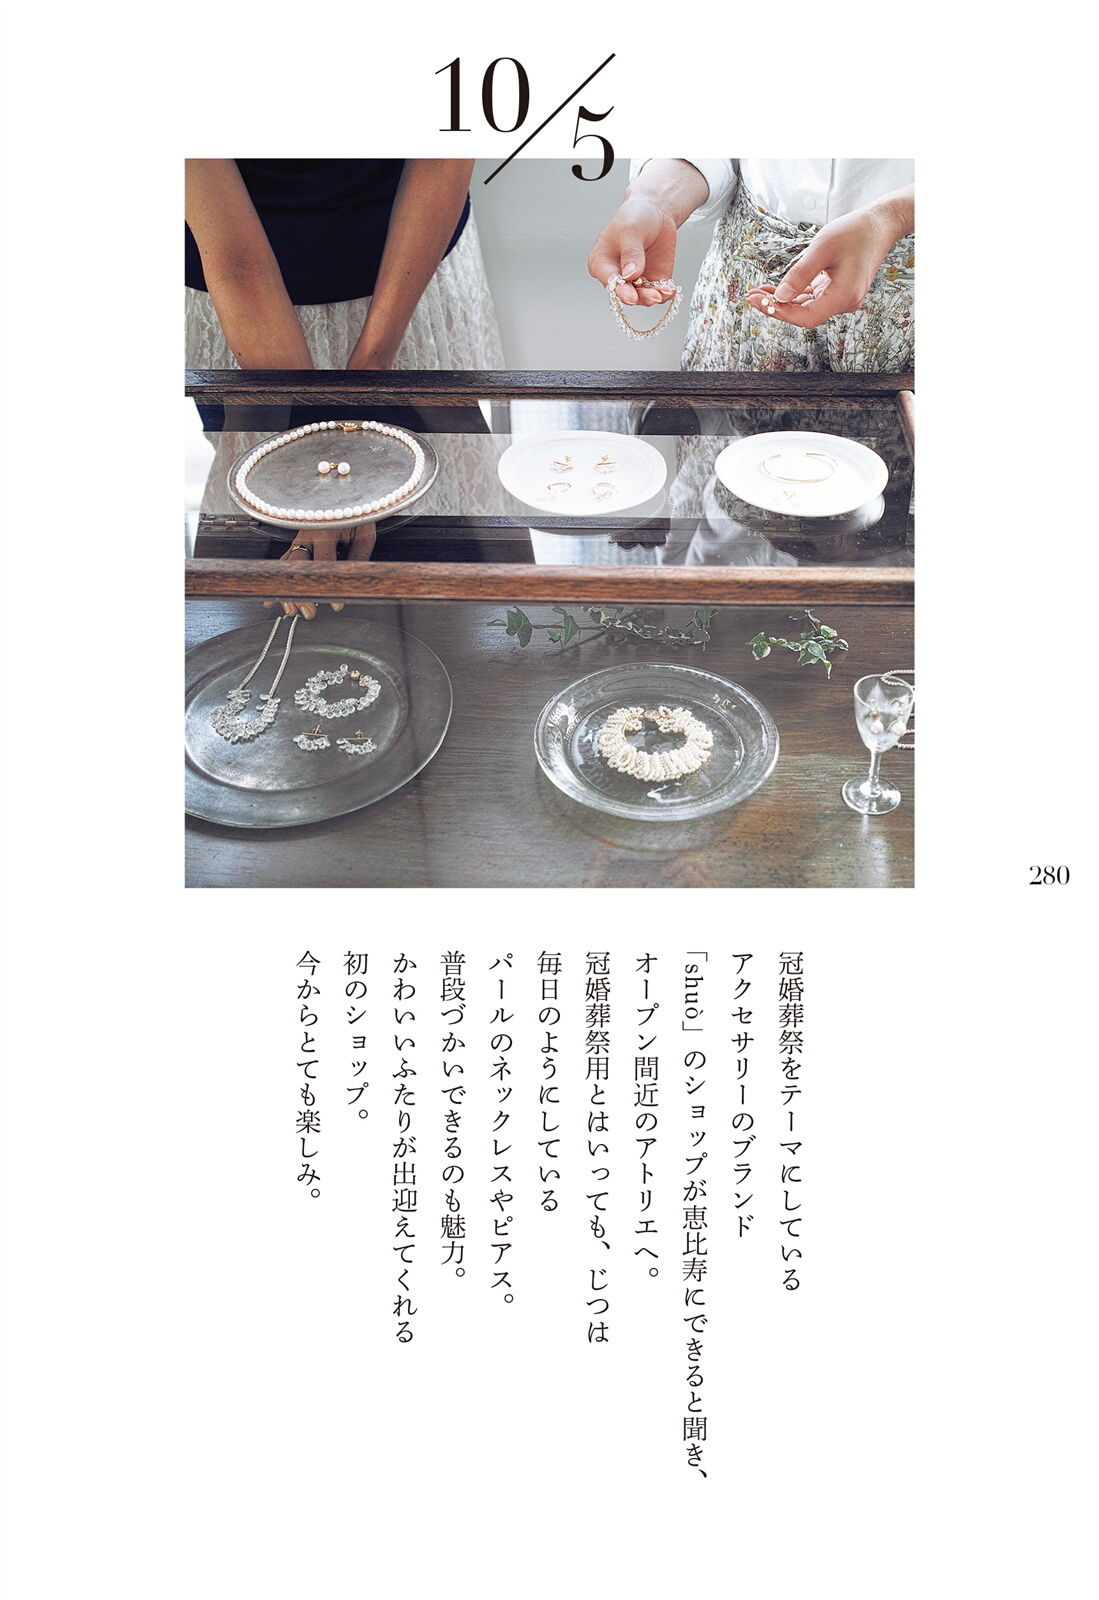 10/5
280
冠婚葬祭をテーマにしている
アクセサリーのブランド
「shuó」のショップが恵比寿にできると聞き、
オープン間近のアトリエへ。
冠婚葬祭用とはいっても、じつは
毎日のようにしている
パールのネックレスやピアス。
普段づかいできるのも魅力。
かわいいふたりが出迎えてくれる
初のショップ。
今からとても楽しみ。